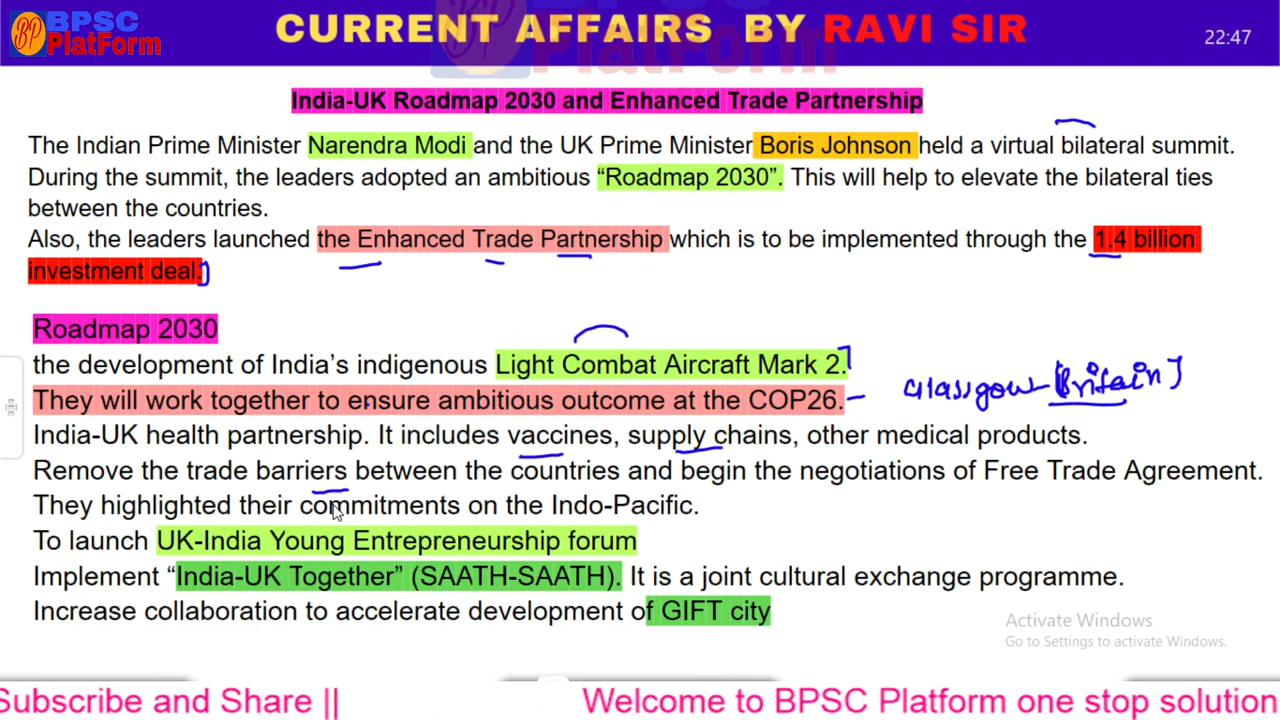 BPSC
PlatForm
CURRENT AFFAIRS BY RAVI SIR
22:47
India-UK Roadmap 2030 and Enhanced Trade Partnership
The Indian Prime Minister Narendra Modi and the UK Prime Minister Boris Johnson held a virtual bilateral summit.
During the summit, the leaders adopted an ambitious “Roadmap 2030”. This will help to elevate the bilateral ties
between the countries.
Also, the leaders launched the Enhanced Trade Partnership which is to be implemented through the 1.4 billion
investment deal.
Roadmap 2030
the development of India’s indigenous Light Combat Aircraft Mark 2.
They will work together to ensure ambitious outcome at the COP26.
Glassgow Britain]
India-UK health partnership. It includes vaccines, supply chains, other medical products.
Remove the trade barriers between the countries and begin the negotiations of Free Trade Agreement.
They highlighted their commitments on the Indo-Pacific.
To launch UK-India Young Entrepreneurship forum
Implement “India-UK Together” (SAATH-SAATH). It is a joint cultural exchange programme.
Increase collaboration to accelerate development of GIFT city
Activate Windows
Go to Settings to activate Windows.
Subscribe and Share || Welcome to BPSC Platform one stop solution